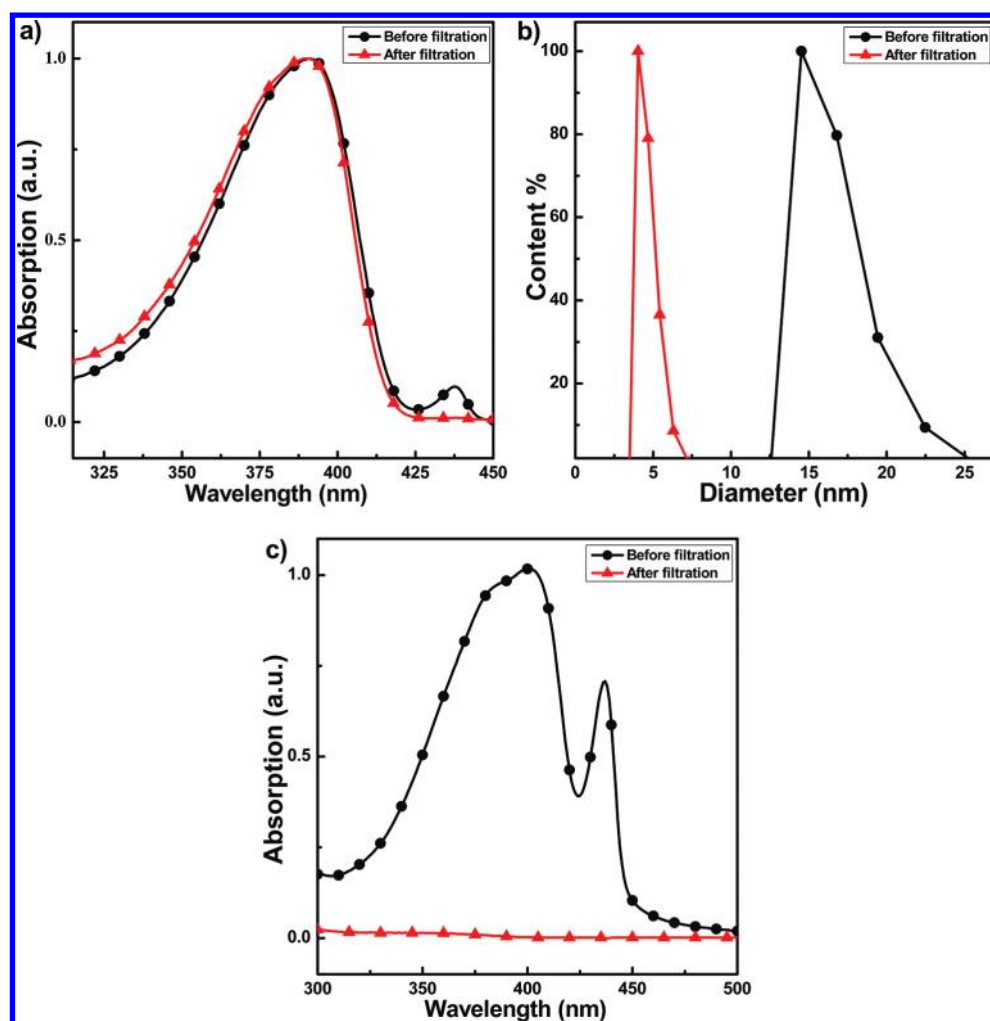 a)
Before filtration
After filtration
1.0
0.5
0.0
Absorption (a.u.)
325 350 375 400 425 450
Wavelength (nm)
b)
Before filtration
After filtration
100
80
60
40
20
Content %
0 5 10 15 20 25
Diameter (nm)
c)
Before filtration
After filtration
1.0
0.5
0.0
Absorption (a.u.)
300 350 400 450 500
Wavelength (nm)